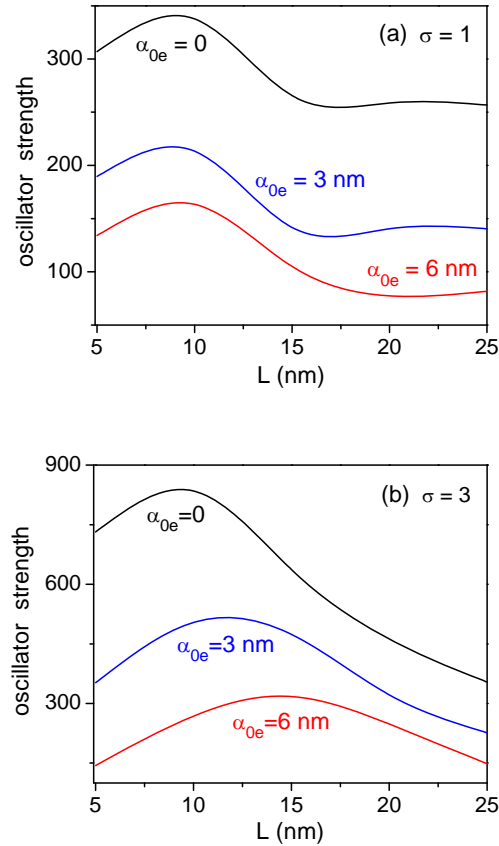 (a) σ = 1
α0e = 0
α0e = 3 nm
α0e = 6 nm
oscillator strength
300
200
100
5 10 15 20 25
L (nm)
(b) σ = 3
α0e=0
α0e=3 nm
α0e=6 nm
oscillator strength
900
600
300
5 10 15 20 25
L (nm)